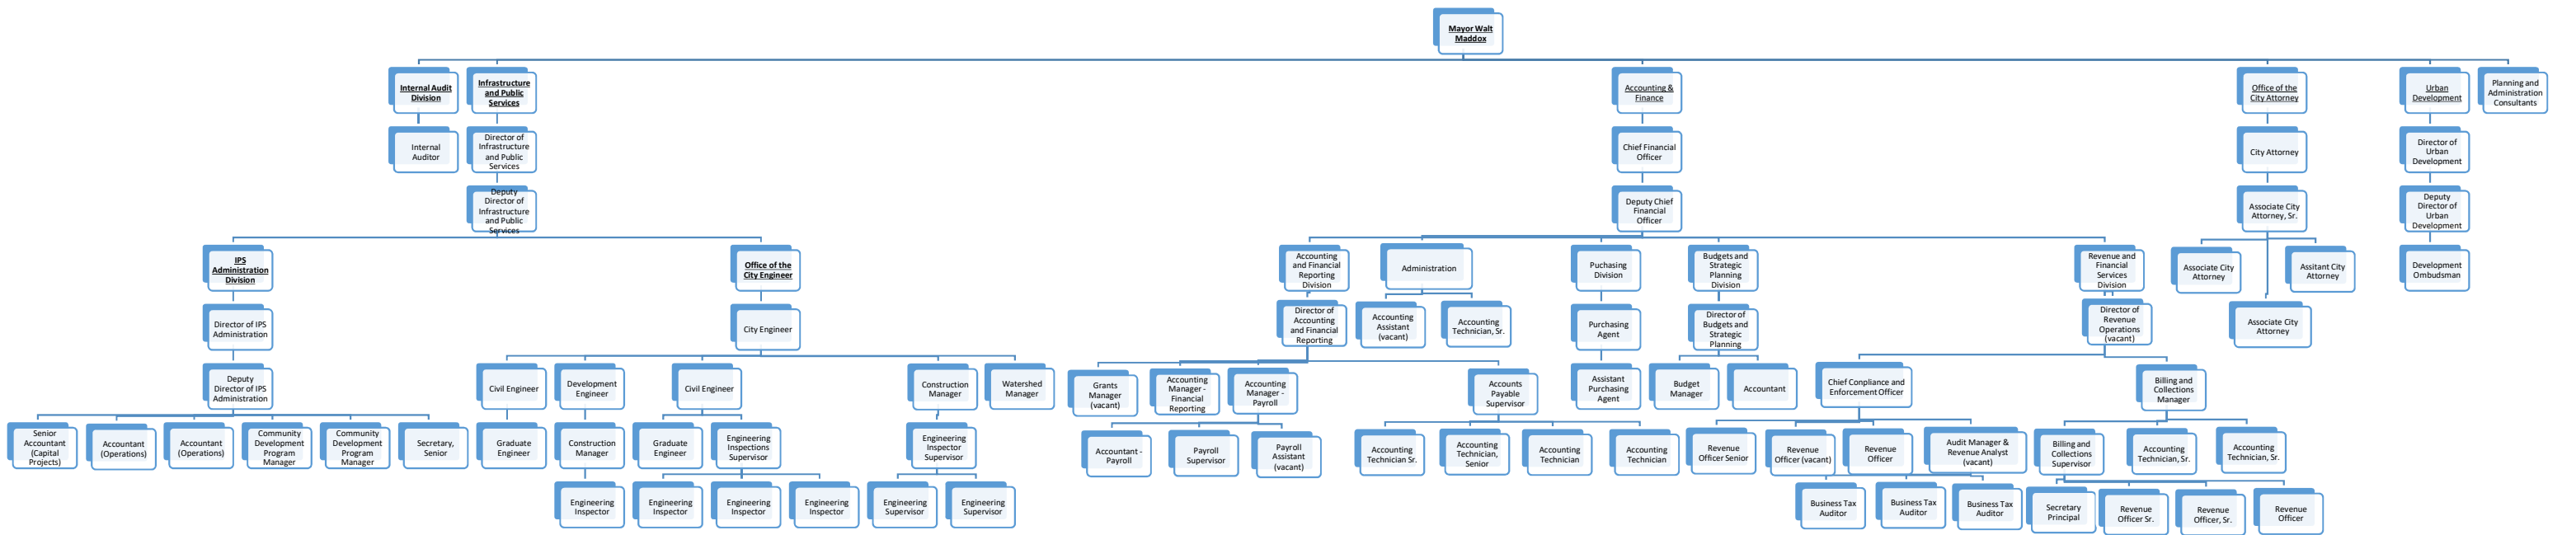 Mayor Walt
Maddox
Internal Audit
Division
Infrastructure
and Public
Services
Accounting &
Finance
Office of the
City Attorney
Urban
Development
Planning and
Administration
Consultants
Internal
Auditor
Director of
Infrastructure
and Public
Services
Chief Financial
Officer
City Attorney
Director of
Urban
Development
Deputy
Director of
Infrastructure
and Public
Services
Deputy Chief
Financial
Officer
Associate City
Attorney, Sr.
Deputy
Director of
Urban
Development
IPS
Administration
Division
Office of the
City Engineer
Accounting
and Financial
Reporting
Division
Administration
Puchasing
Division
Budgets and
Strategic
Planning
Division
Revenue and
Financial
Services
Division
Associate City
Attorney
Assitant City
Attorney
Development
Ombudsman
Director of IPS
Administration
City Engineer
Director of
Accounting
and Financial
Reporting
Accounting
Assistant
(vacant)
Accounting
Technician, Sr.
Purchasing
Agent
Director of
Budgets and
Strategic
Planning
Director of
Revenue
Operations
(vacant)
Associate City
Attorney
Deputy
Director of IPS
Administration
Civil Engineer
Development
Engineer
Civil Engineer
Construction
Manager
Watershed
Manager
Grants
Manager
(vacant)
Accounting
Manager -
Financial
Reporting
Accounting
Manager -
Payroll
Accounts
Payable
Supervisor
Assistant
Purchasing
Agent
Budget
Manager
Accountant
Chief Conpliance and
Enforcement Officer
Billing and
Collections
Manager
Senior
Accountant
(Capital
Projects)
Accountant
(Operations)
Accountant
(Operations)
Community
Development
Program
Manager
Community
Development
Program
Manager
Secretary,
Senior
Graduate
Engineer
Construction
Manager
Graduate
Engineer
Engineering
Inspections
Supervisor
Engineering
Inspector
Supervisor
Accountant -
Payroll
Payroll
Supervisor
Payroll
Assistant
(vacant)
Accounting
Technician Sr.
Accounting
Technician,
Senior
Accounting
Technician
Accounting
Technician
Revenue
Officer Senior
Revenue
Officer (vacant)
Revenue
Officer
Audit Manager &
Revenue Analyst
(vacant)
Billing and
Collections
Supervisor
Accounting
Technician, Sr.
Accounting
Technician, Sr.
Engineering
Inspector
Engineering
Inspector
Engineering
Inspector
Engineering
Inspector
Engineering
Supervisor
Engineering
Supervisor
Business Tax
Auditor
Business Tax
Auditor
Business Tax
Auditor
Secretary
Principal
Revenue
Officer Sr.
Revenue
Officer, Sr.
Revenue
Officer